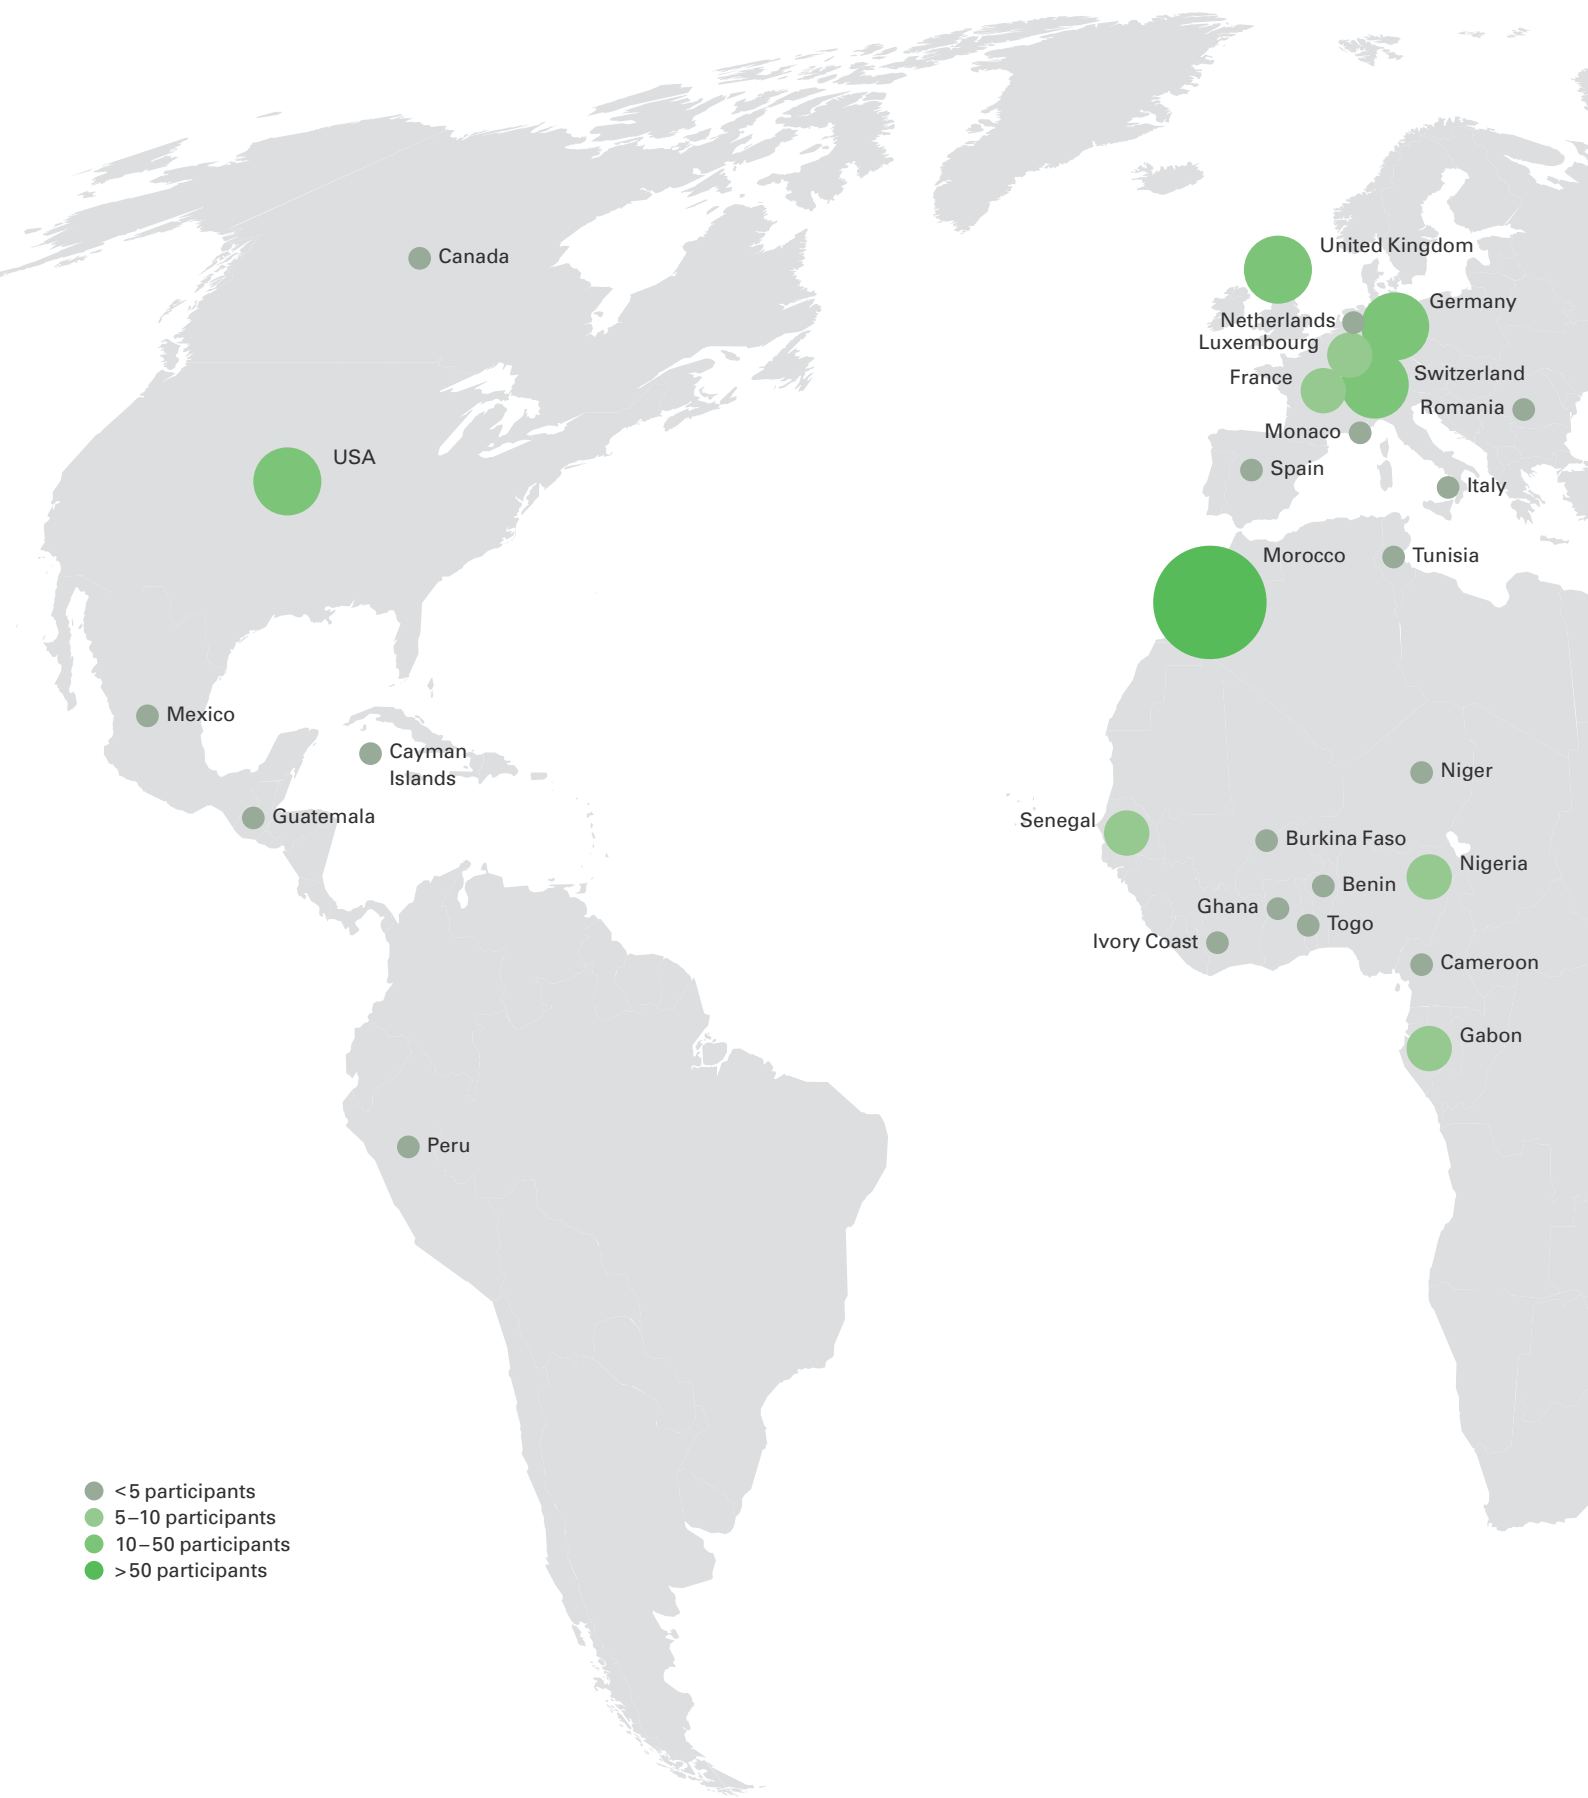 Canada
United Kingdom
Germany
Netherlands
Luxembourg
France
Switzerland
Romania
Monaco
USA
Spain
Italy
Morocco
Tunisia
Mexico
Cayman
Islands
Niger
Guatemala
Senegal
Burkina Faso
Nigeria
Benin
Ghana
Togo
Ivory Coast
Cameroon
Gabon
Peru
<5 participants
5–10 participants
10–50 participants
>50 participants